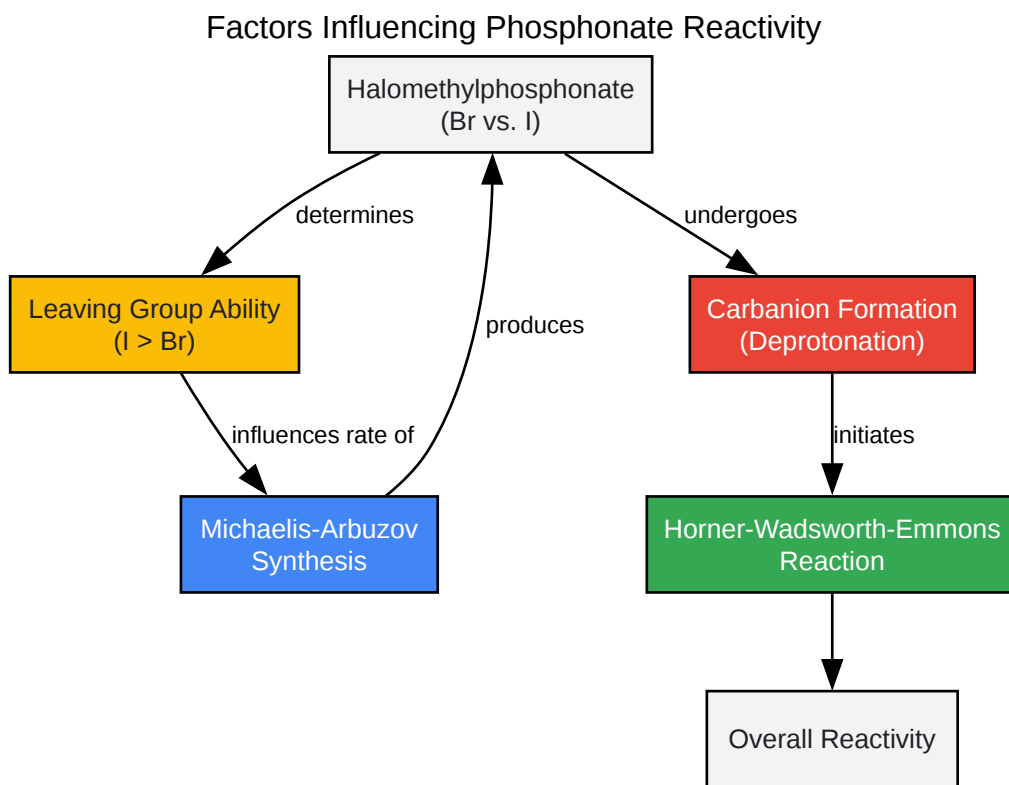 Factors Influencing Phosphonate Reactivity
Halomethylphosphonate
(Br vs. I)
determines
undergoes
Leaving Group Ability
(I > Br)
produces
Carbanion Formation
(Deprotonation)
influences rate of
initiates
Michaelis-Arbuzov
Synthesis
Horner-Wadsworth-Emmons
Reaction
Overall Reactivity